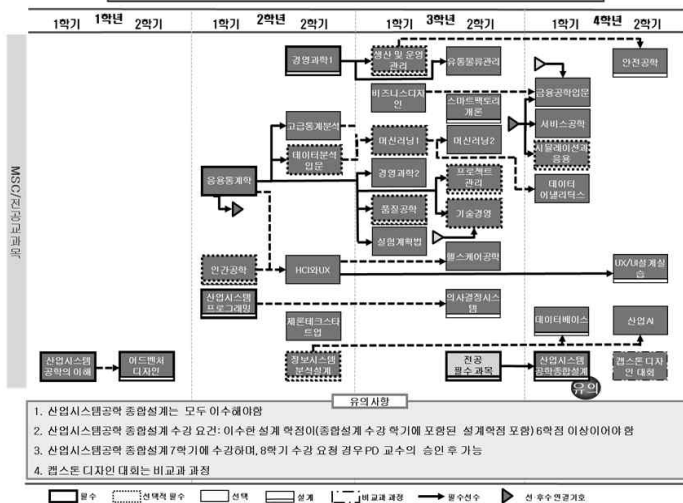 1학년
2학년
3학년
4학년
1학기
2학기
1학기
2학기
1학기
2학기
1학기
2학기
MSC/전공교과목
경영과학1
생산 및 운영
관리
유통물류관리
안전공학
비즈니스디자
인
스마트팩토리
개론
금융공학입문
서비스공학
고급통계분석
데이터분석
입문
머신러닝1
머신러닝2
시뮬레이션과
응용
응용통계학
경영과학2
프로젝트
관리
데이터
어낼리틱스
품질공학
기술경영
실험계획법
인간공학
HCI와UX
헬스케어공학
UX/UI설계실
습
산업시스템
프로그래밍
의사결정시스
템
제론테크스타
트업
데이터베이스
산업AI
산업시스템
공학의 이해
어드벤처
디자인
정보시스템
분석설계
전공
필수 과목
산업시스템
공학종합설계
캡스톤 디자
인 대회
유의
유의사항
1. 산업시스템공학 종합설계는 모두 이수해야함
2. 산업시스템공학 종합설계 수강 요건: 이수한 설계 학점이(종합설계 수강 학기에 포함된 설계학점 포함) 6학점 이상이어야 함
3. 산업시스템공학 종합설계 7학기에 수강하며, 8학기 수강 요청 경우 PD 교수의 승인 후 가능
4. 캡스톤 디자인 대회는 비교과 과정
필수
선택적 필수
선택
설계
비교과 과정
필수선수
선·후수 연결기호